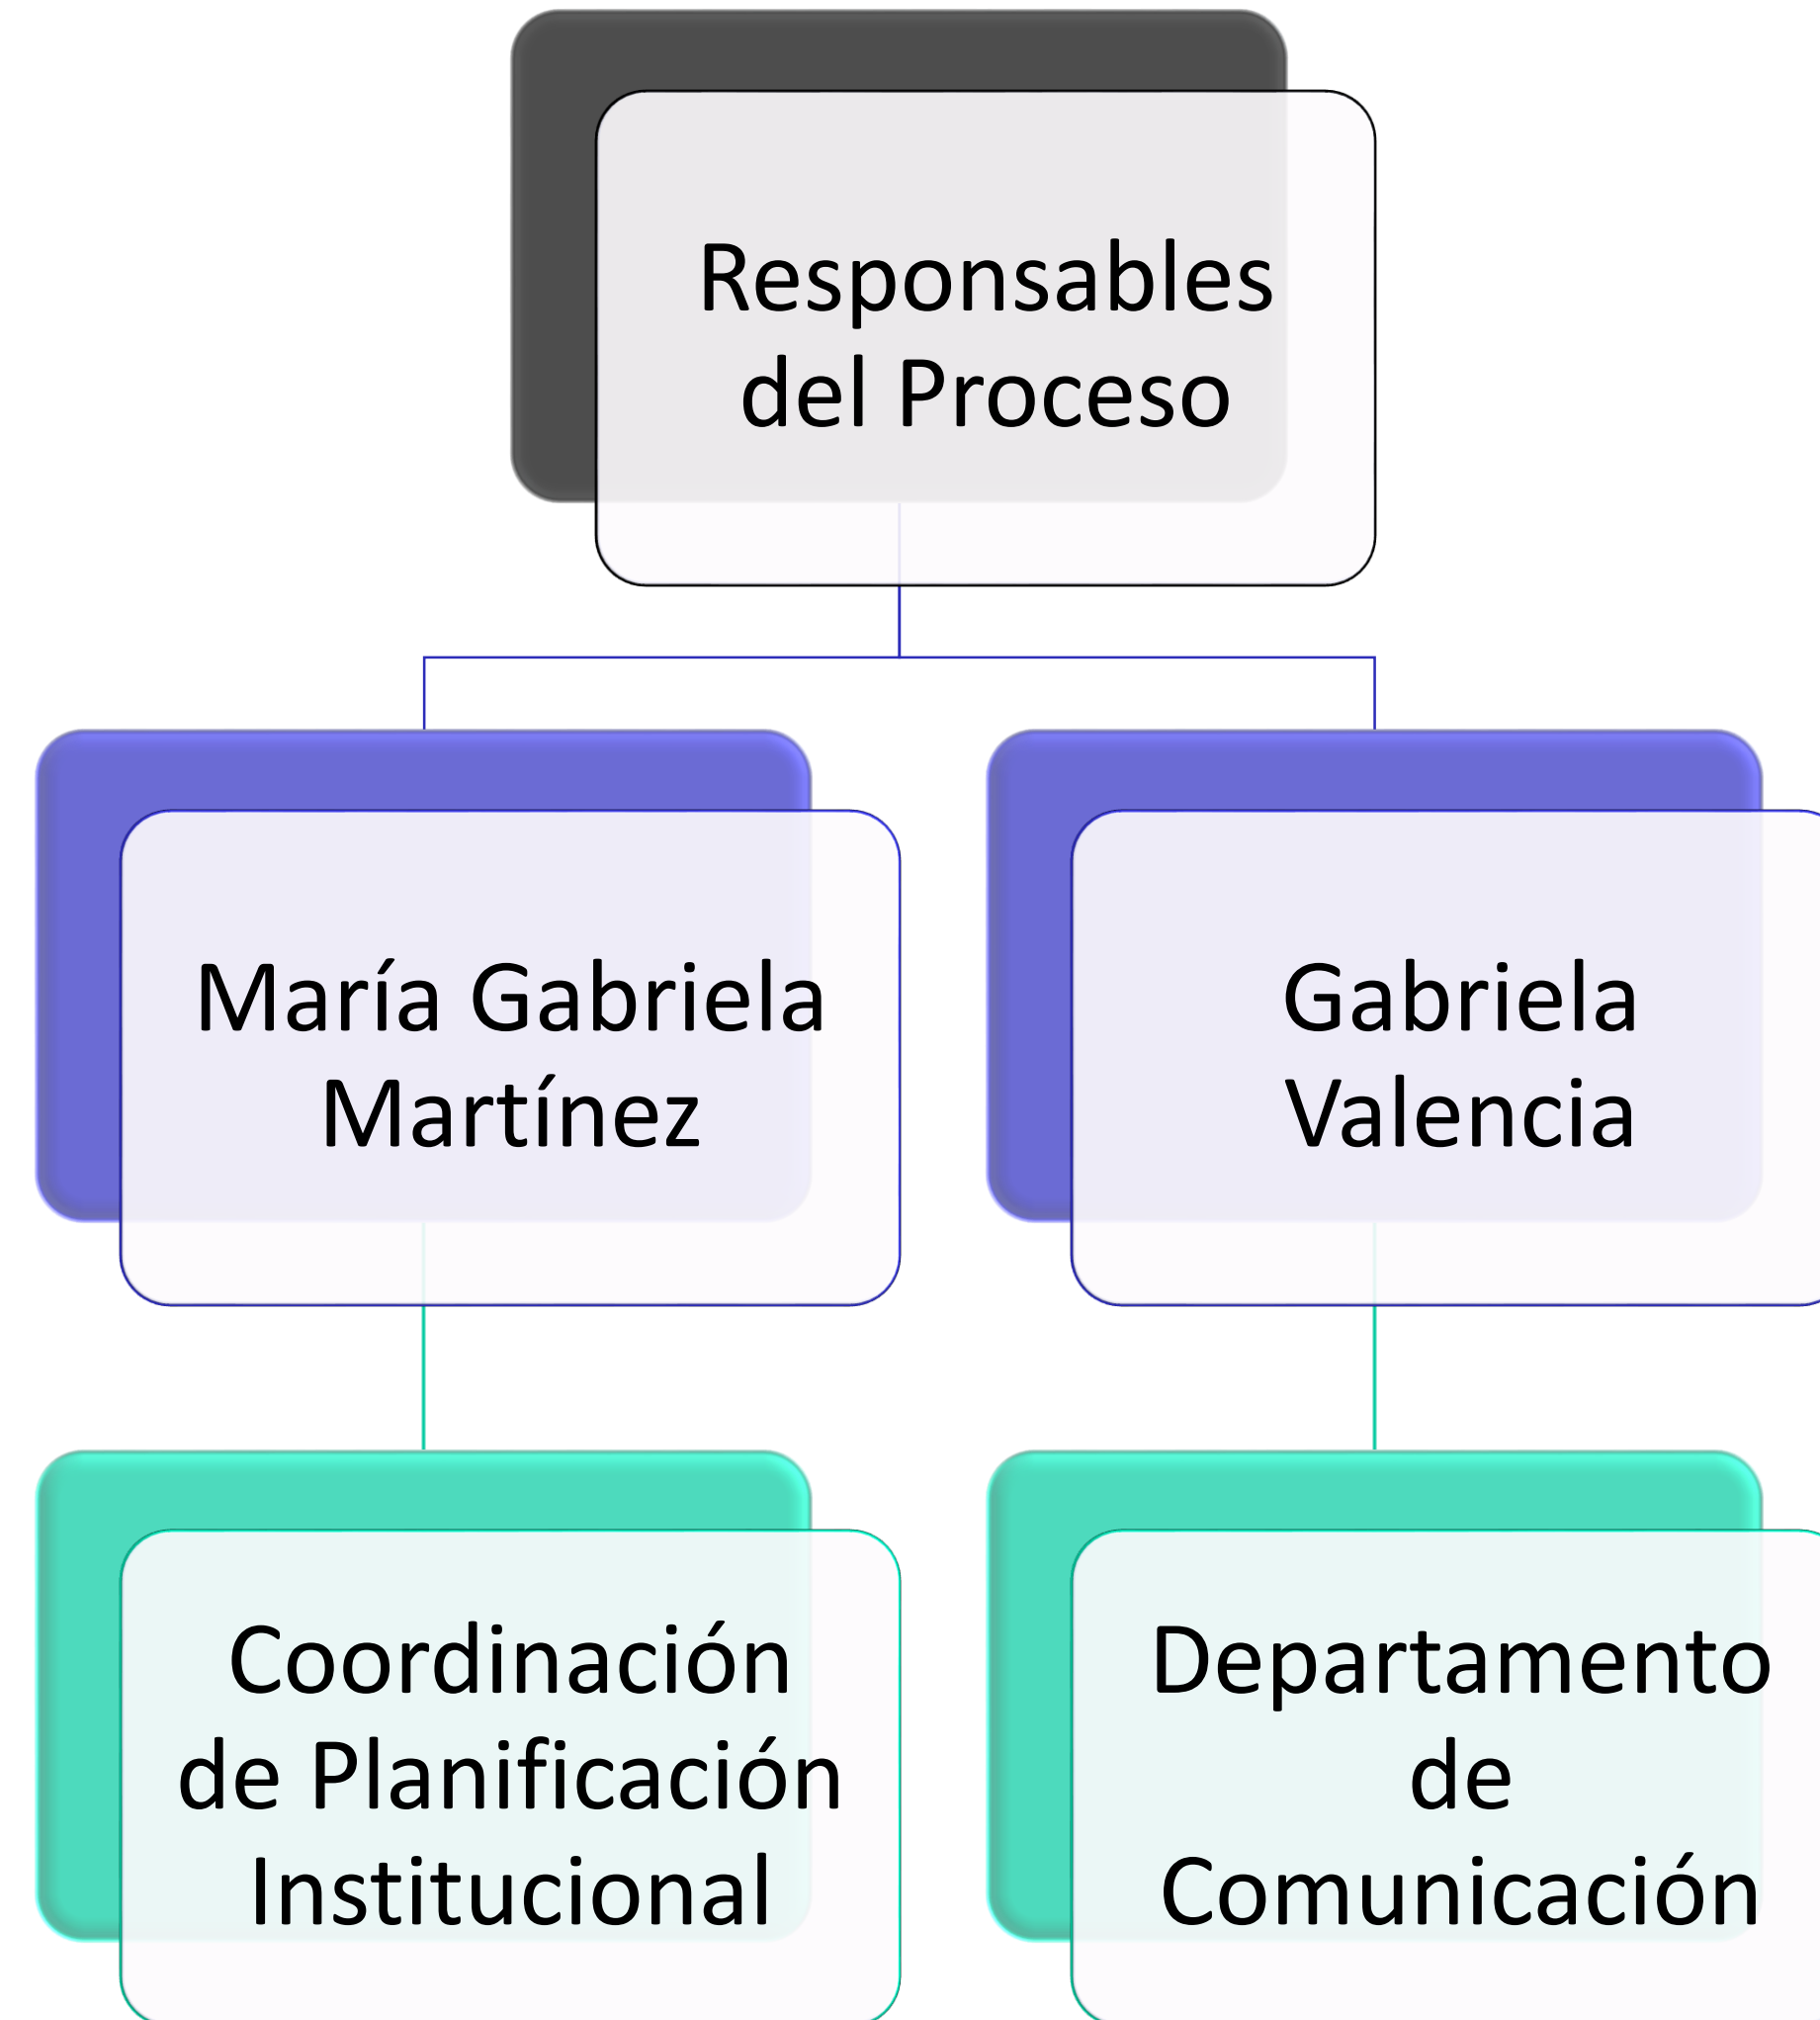 Responsables
del Proceso
María Gabriela
Martínez
Gabriela
Valencia
Coordinación
de Planificación
Institucional
Departamento
de
Comunicación